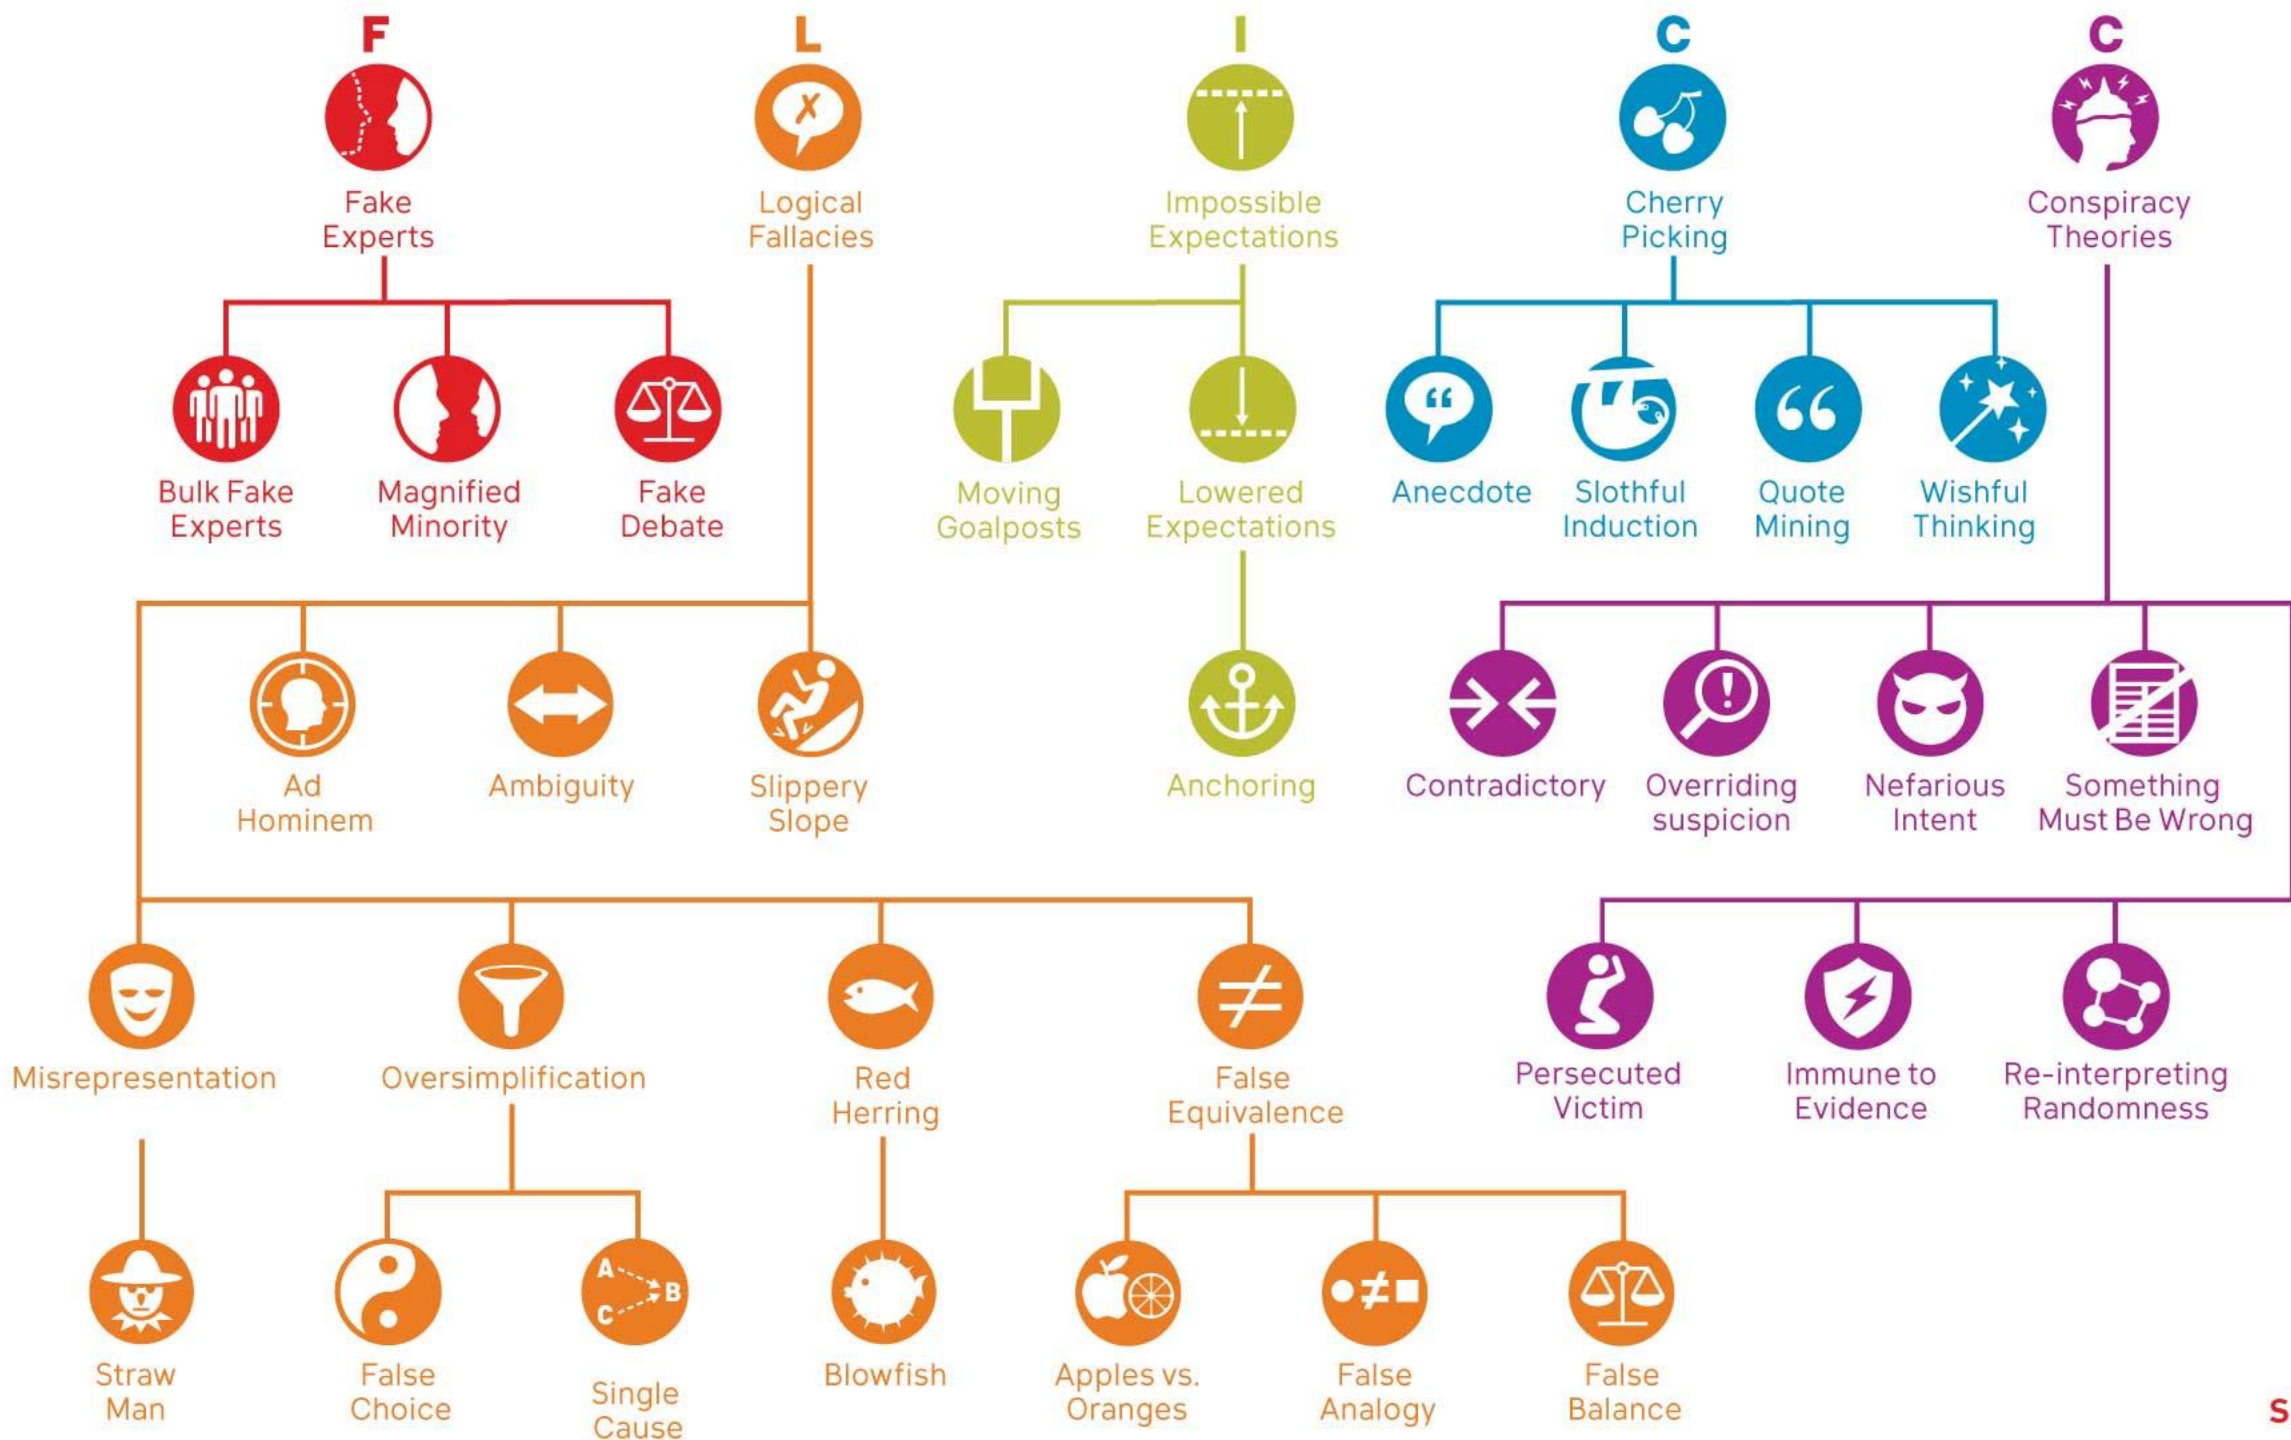 F
L
I
C
C
Fake
Experts
Logical
Fallacies
Impossible
Expectations
Cherry
Picking
Conspiracy
Theories
Bulk Fake
Experts
Magnified
Minority
Fake
Debate
Moving
Goalposts
Lowered
Expectations
Anecdote
Slothful
Induction
Quote
Mining
Wishful
Thinking
Ad
Hominem
Ambiguity
Slippery
Slope
Anchoring
Contradictory
Overriding
suspicion
Nefarious
Intent
Something
Must Be Wrong
Misrepresentation
Oversimplification
Red
Herring
False
Equivalence
Persecuted
Victim
Immune to
Evidence
Re-interpreting
Randomness
A
B
C
Straw
Man
False
Choice
Single
Cause
Blowfish
Apples vs.
Oranges
False
Analogy
False
Balance
S